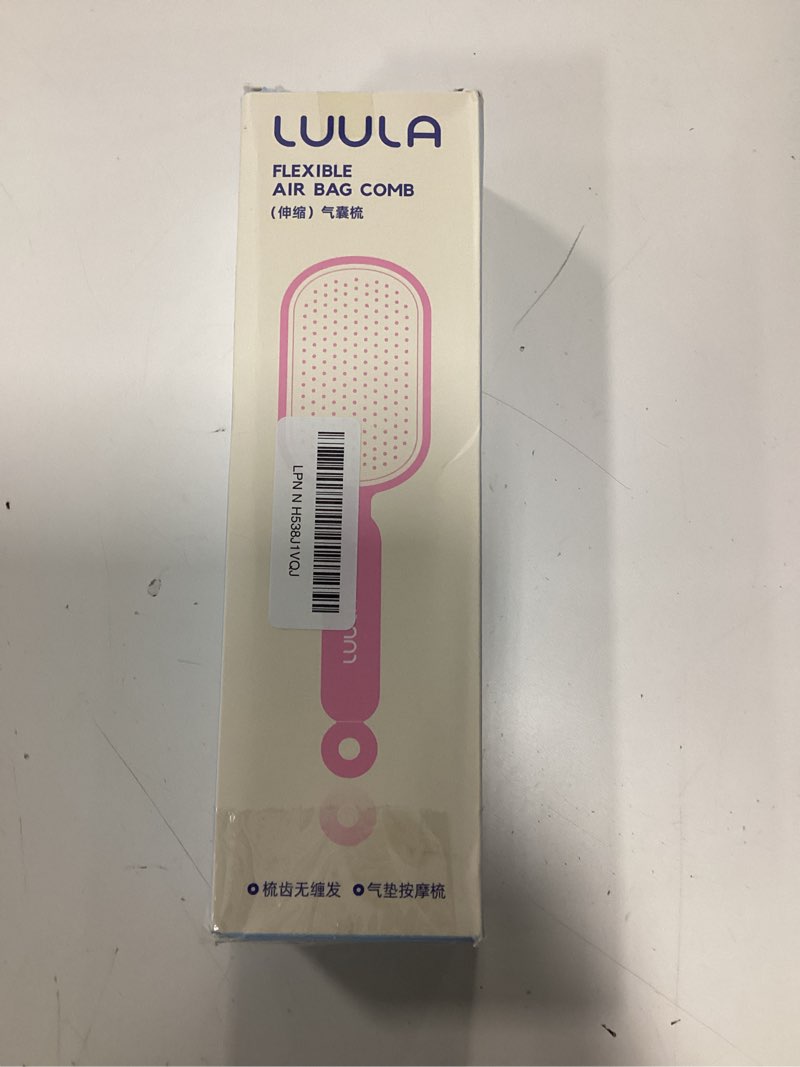 LUULA
FLEXIBLE
AIR BAG COMB
(伸缩) 气囊梳
LPN N H538J1VQJ
梳齿无缠发 气垫按摩梳